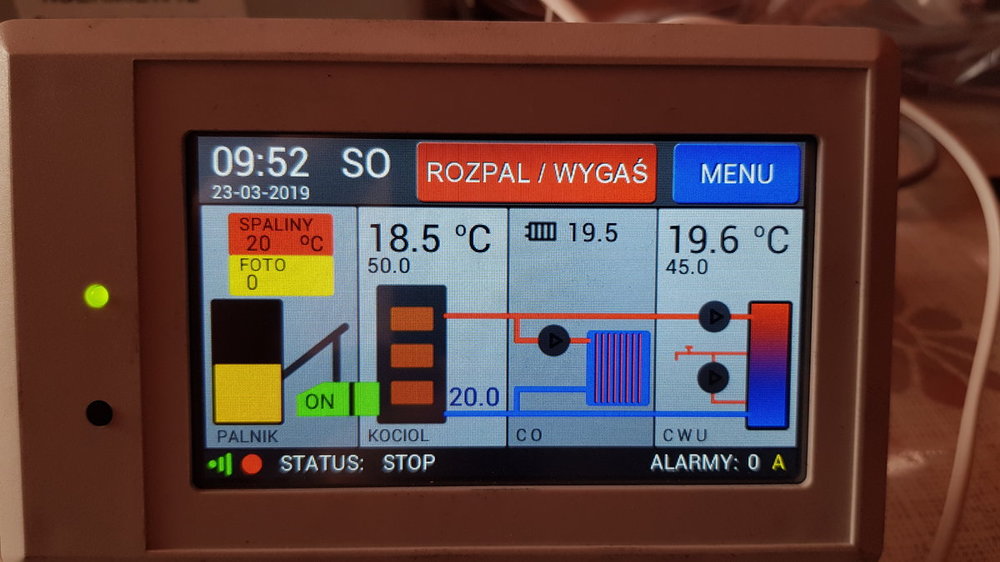 09:52 SO ROZPAL / WYGAŚ MENU
23-03-2019
SPALINY
20 °C
FOTO
0
18.5 °C
50.0
19.5
19.6 °C
45.0
ON
20.0
PALNIK KOCIOL CO CWU
STATUS: STOP ALARMY: 0 A